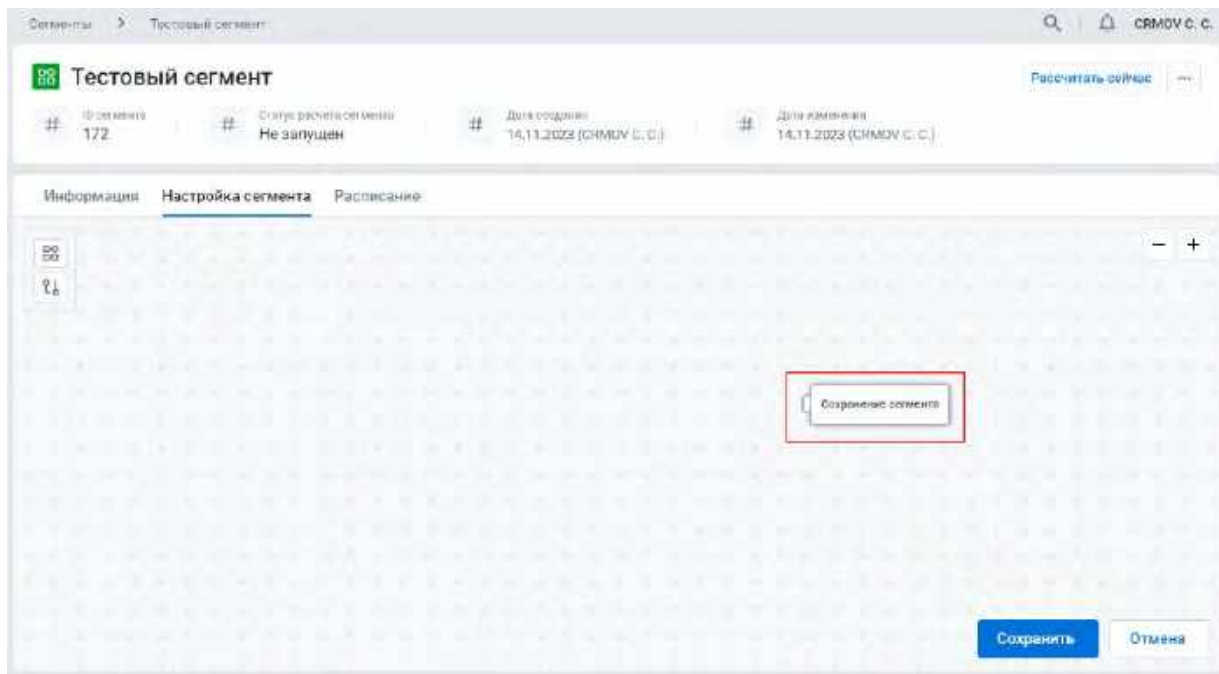 Сегменты > Тестовый сегмент
CRMOV C. C.
Тестовый сегмент
Рассчитать сейчас ...
# ID сегмента
172
# Статус расчета сегмента
Не запущен
# Дата создания
14.11.2023 (CRMOV C. C.)
# Дата изменения
14.11.2023 (CRMOV C. C.)
Информация Настройка сегмента Расписание
− +
Сохранение сегмента
Сохранить Отмена